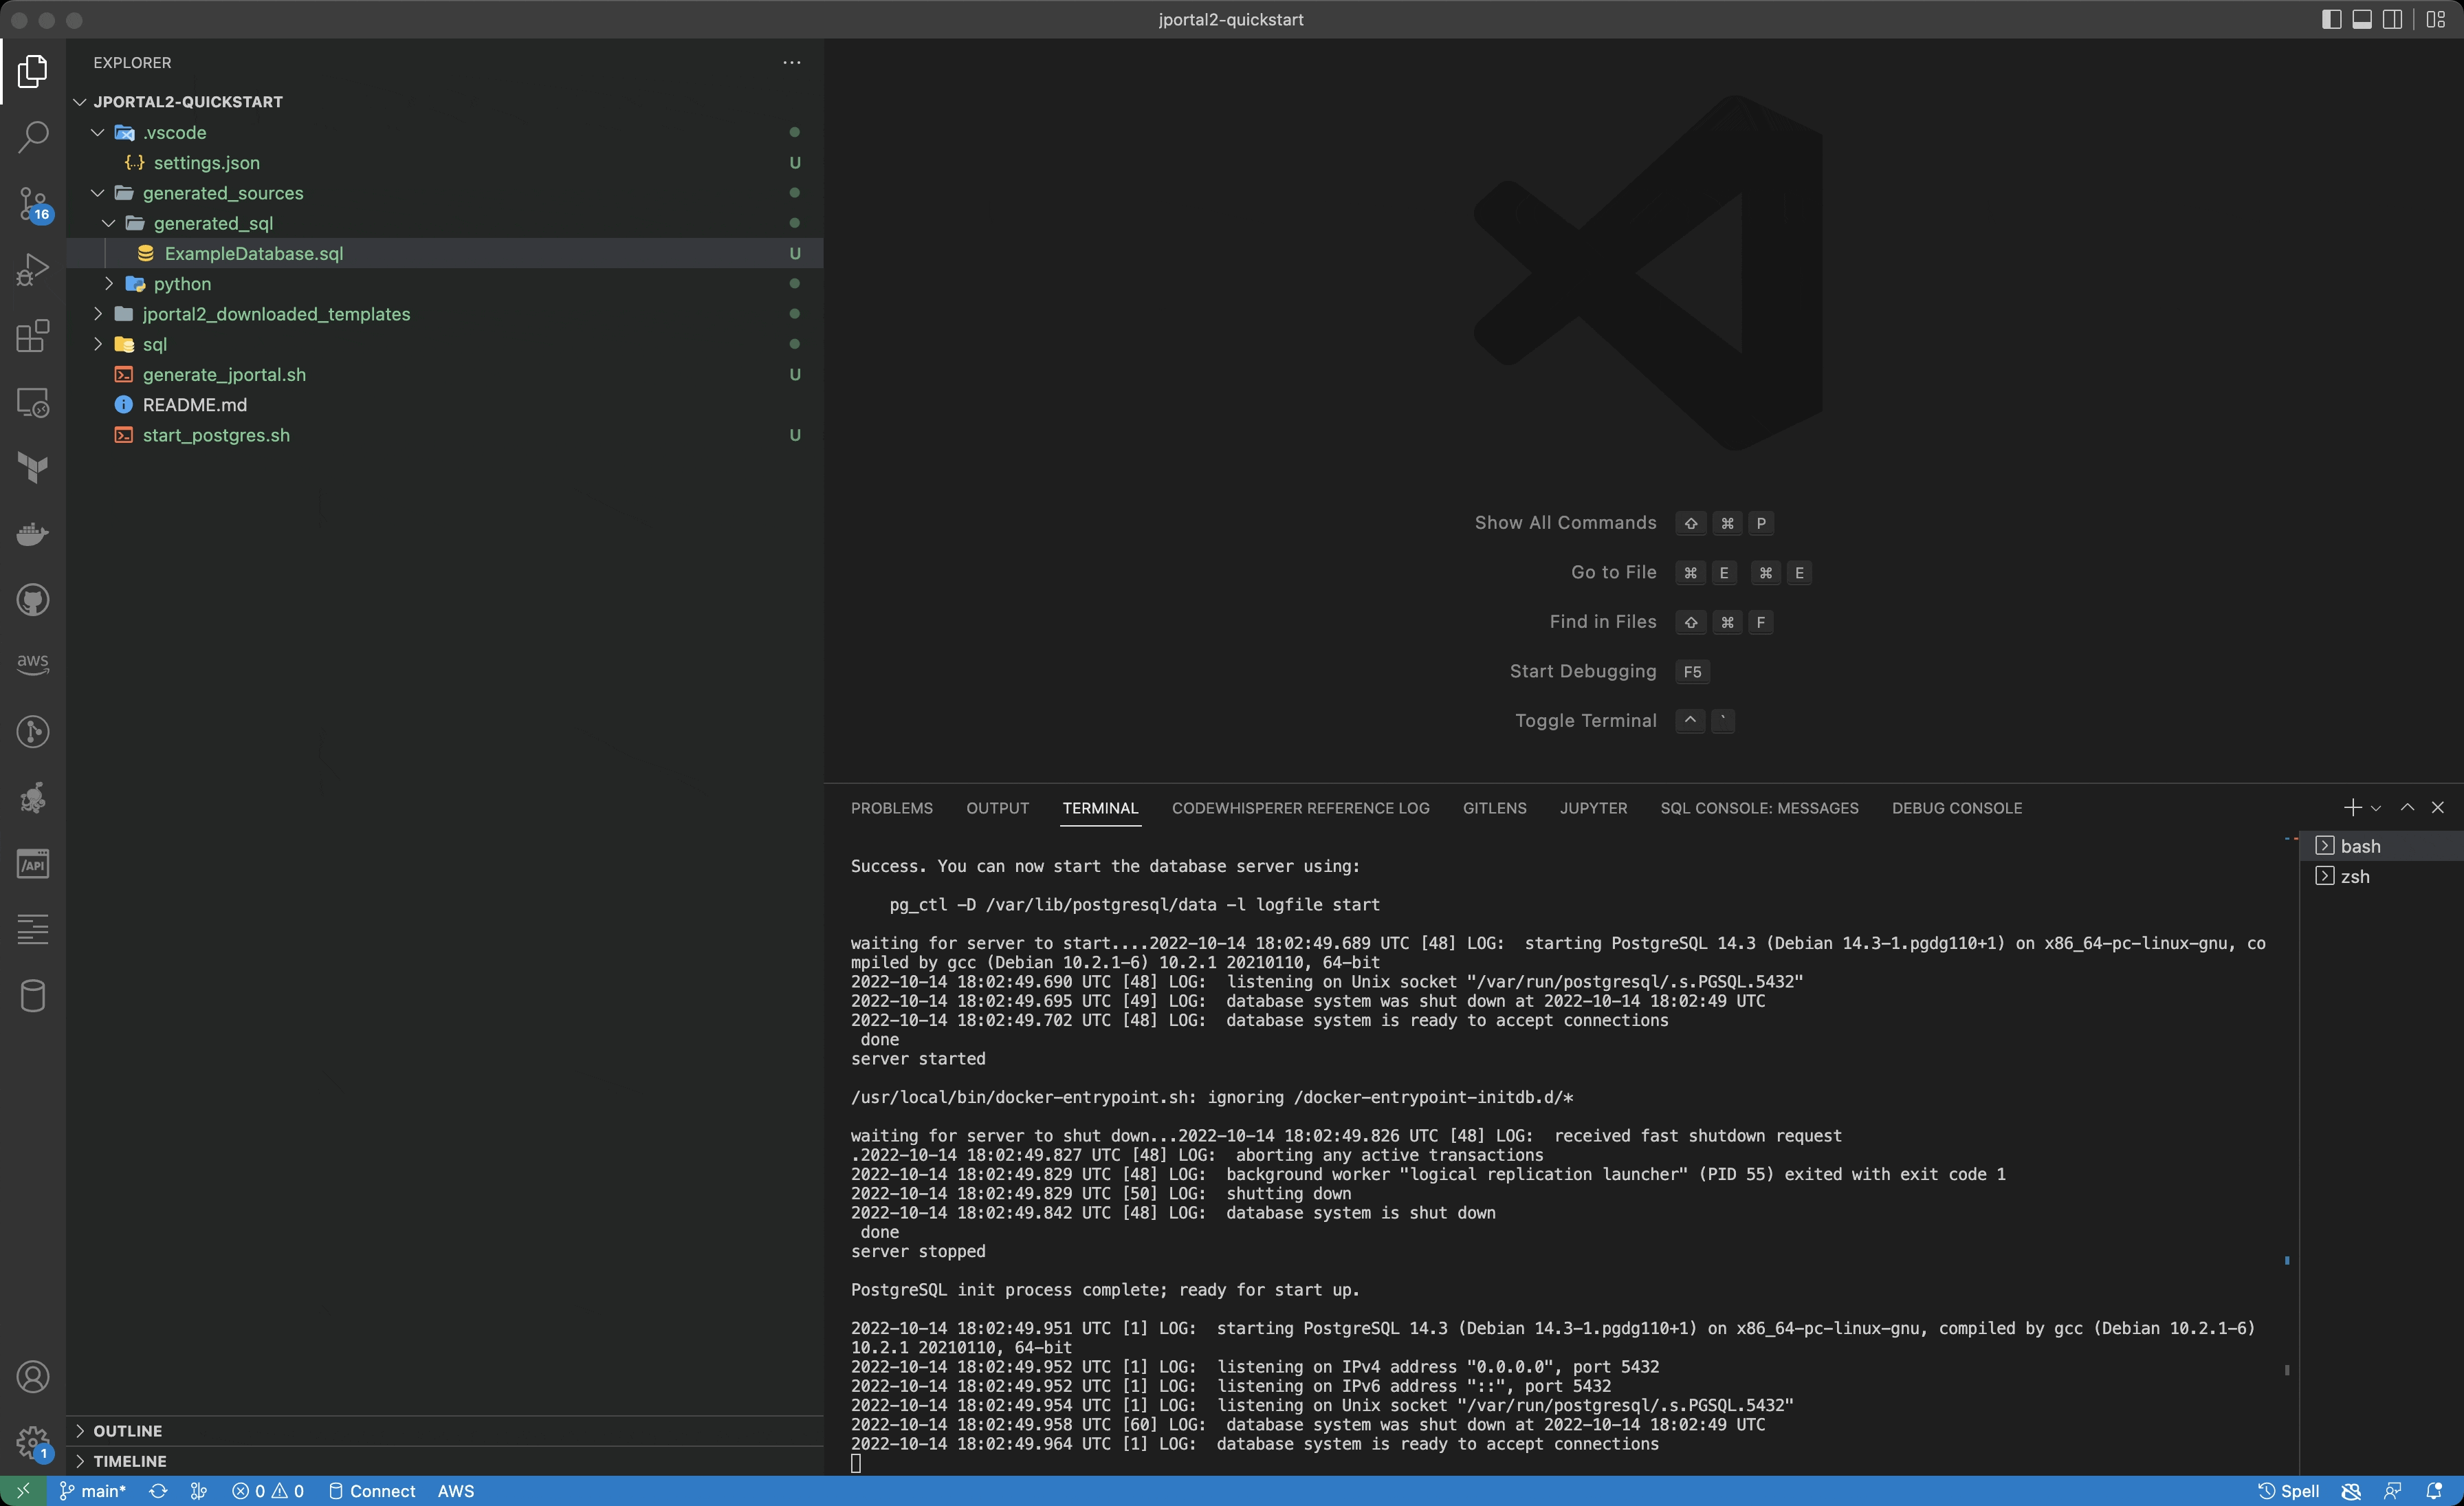 jportal2-quickstart
EXPLORER
JPORTAL2-QUICKSTART
.vscode
settings.json U
generated_sources
generated_sql
ExampleDatabase.sql U
python
jportal2_downloaded_templates
sql
generate_jportal.sh U
README.md
start_postgres.sh U
OUTLINE
TIMELINE
16
aws
/API
1
Show All Commands ⇧ ⌘ P
Go to File ⌘ E ⌘ E
Find in Files ⇧ ⌘ F
Start Debugging F5
Toggle Terminal ^ `
PROBLEMS OUTPUT TERMINAL CODEWHISPERER REFERENCE LOG GITLENS JUPYTER SQL CONSOLE: MESSAGES DEBUG CONSOLE
bash
zsh
Success. You can now start the database server using:
pg_ctl -D /var/lib/postgresql/data -l logfile start
waiting for server to start....2022-10-14 18:02:49.689 UTC [48] LOG:  starting PostgreSQL 14.3 (Debian 14.3-1.pgdg110+1) on x86_64-pc-linux-gnu, co
mpiled by gcc (Debian 10.2.1-6) 10.2.1 20210110, 64-bit
2022-10-14 18:02:49.690 UTC [48] LOG:  listening on Unix socket "/var/run/postgresql/.s.PGSQL.5432"
2022-10-14 18:02:49.695 UTC [49] LOG:  database system was shut down at 2022-10-14 18:02:49 UTC
2022-10-14 18:02:49.702 UTC [48] LOG:  database system is ready to accept connections
done
server started
/usr/local/bin/docker-entrypoint.sh: ignoring /docker-entrypoint-initdb.d/*
waiting for server to shut down...2022-10-14 18:02:49.826 UTC [48] LOG:  received fast shutdown request
.2022-10-14 18:02:49.827 UTC [48] LOG:  aborting any active transactions
2022-10-14 18:02:49.829 UTC [48] LOG:  background worker "logical replication launcher" (PID 55) exited with exit code 1
2022-10-14 18:02:49.829 UTC [50] LOG:  shutting down
2022-10-14 18:02:49.842 UTC [48] LOG:  database system is shut down
done
server stopped
PostgreSQL init process complete; ready for start up.
2022-10-14 18:02:49.951 UTC [1] LOG:  starting PostgreSQL 14.3 (Debian 14.3-1.pgdg110+1) on x86_64-pc-linux-gnu, compiled by gcc (Debian 10.2.1-6)
10.2.1 20210110, 64-bit
2022-10-14 18:02:49.952 UTC [1] LOG:  listening on IPv4 address "0.0.0.0", port 5432
2022-10-14 18:02:49.952 UTC [1] LOG:  listening on IPv6 address "::", port 5432
2022-10-14 18:02:49.954 UTC [1] LOG:  listening on Unix socket "/var/run/postgresql/.s.PGSQL.5432"
2022-10-14 18:02:49.958 UTC [60] LOG:  database system was shut down at 2022-10-14 18:02:49 UTC
2022-10-14 18:02:49.964 UTC [1] LOG:  database system is ready to accept connections
main* 0 0 Connect AWS Spell